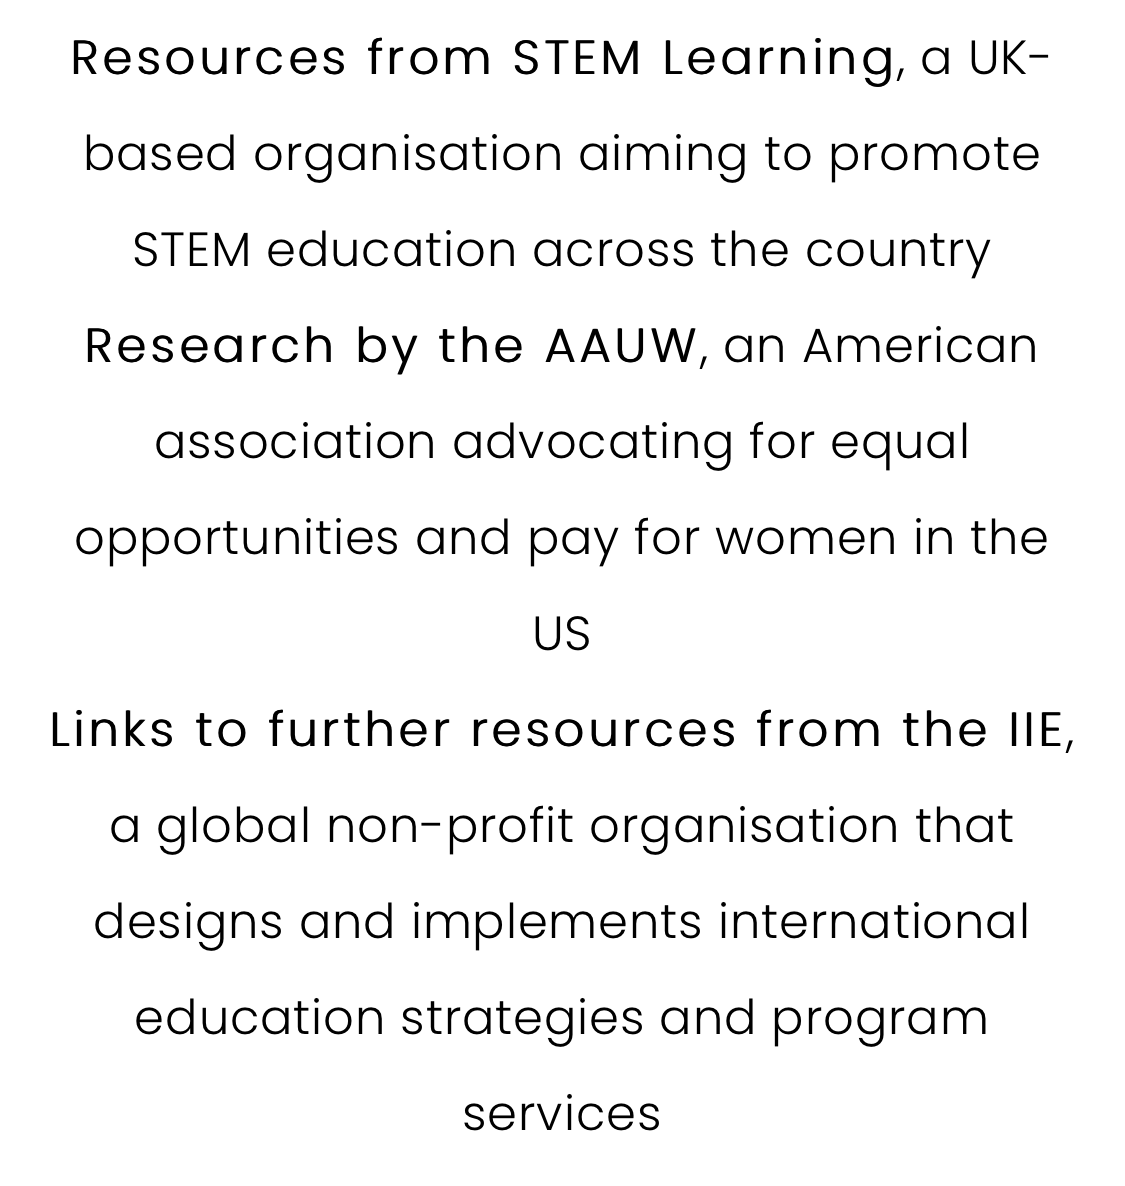 Resources from STEM Learning, a UK-
based organisation aiming to promote
STEM education across the country
Research by the AAUW, an American
association advocating for equal
opportunities and pay for women in the
US
Links to further resources from the IIE,
a global non-profit organisation that
designs and implements international
education strategies and program
services